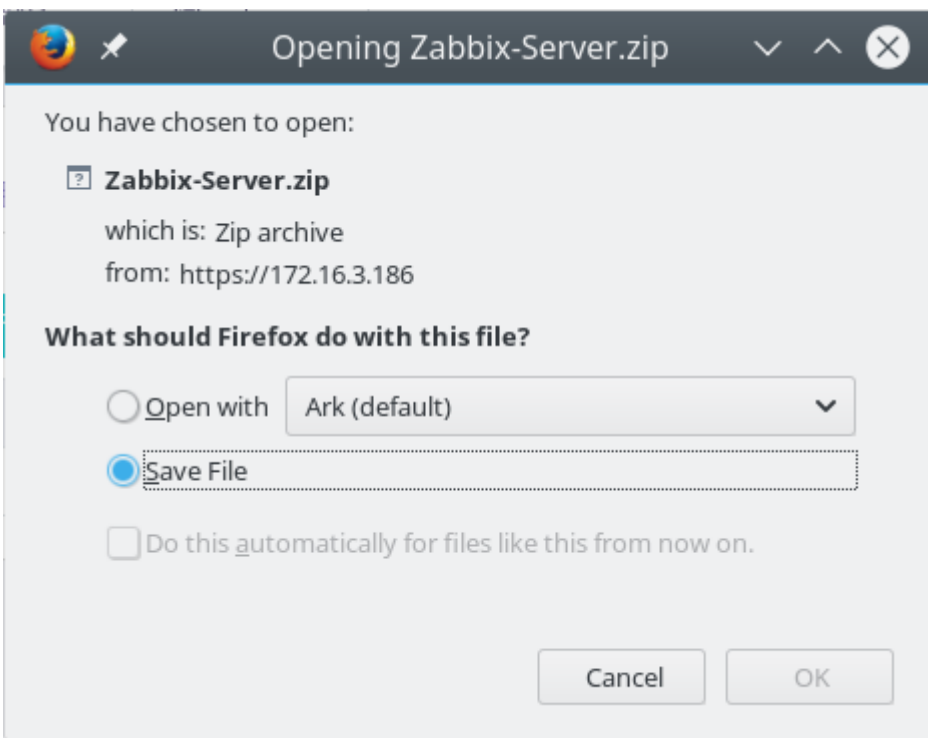 Opening Zabbix-Server.zip
You have chosen to open:
Zabbix-Server.zip
which is: Zip archive
from: https://172.16.3.186
What should Firefox do with this file?
Open with Ark (default)
Save File
Do this automatically for files like this from now on.
Cancel OK